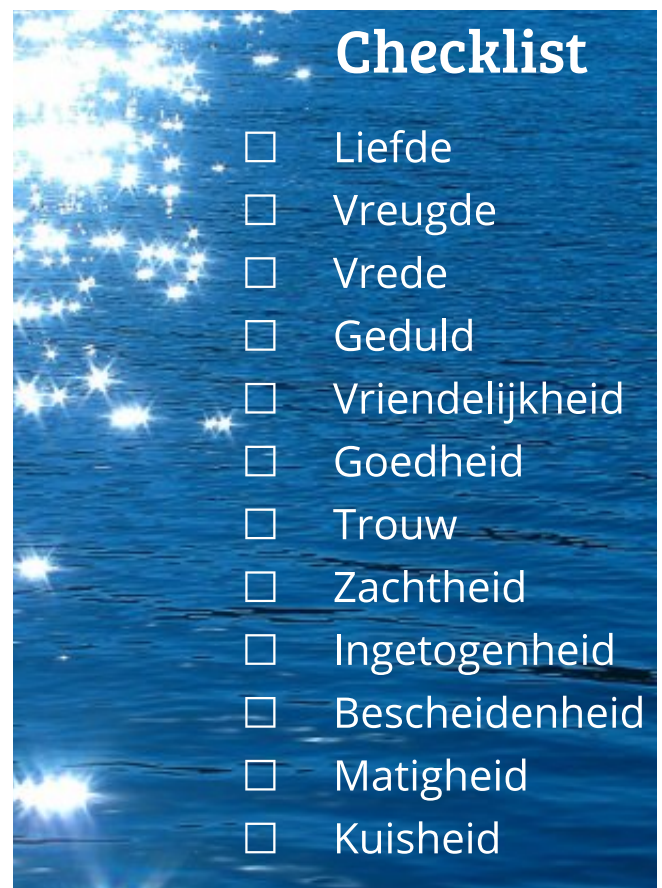 Checklist
Liefde
Vreugde
Vrede
Geduld
Vriendelijkheid
Goedheid
Trouw
Zachtheid
Ingetogenheid
Bescheidenheid
Matigheid
Kuisheid